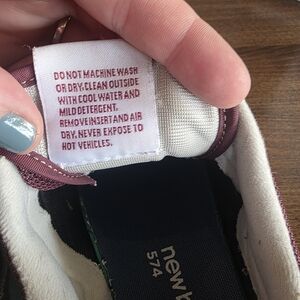 DO NOT MACHINE WASH
OR DRY.CLEAN OUTSIDE
WITH COOL WATER AND
MILD DETERGENT.
REMOVE INSERT AND AIR
DRY. NEVER EXPOSE TO
HOT VEHICLES.
new b
574